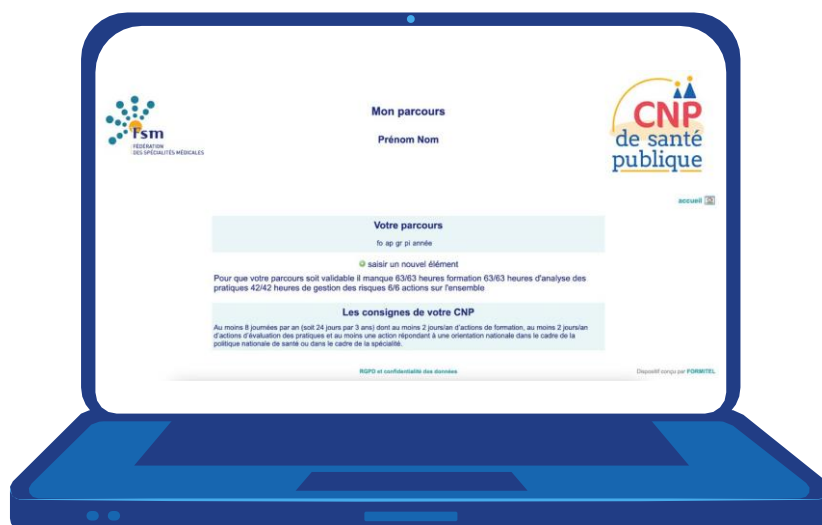 Mon parcours
Prénom Nom
Fsm
FÉDÉRATION
DES SPÉCIALITÉS MÉDICALES
CNP
de santé
publique
accueil
Votre parcours
fo ap gr pi année
saisir un nouvel élément
Pour que votre parcours soit validable il manque 63/63 heures formation 63/63 heures d'analyse des
pratiques 42/42 heures de gestion des risques 6/6 actions sur l'ensemble
Les consignes de votre CNP
Au moins 8 journées par an (soit 24 jours par 3 ans) dont au moins 2 jours/an d'actions de formation, au moins 2 jours/an
d'actions d'évaluation des pratiques et au moins une action répondant à une orientation nationale dans le cadre de la
politique nationale de santé ou dans le cadre de la spécialité.
RGPD et confidentialité des données
Dispositif conçu par FORMITEL